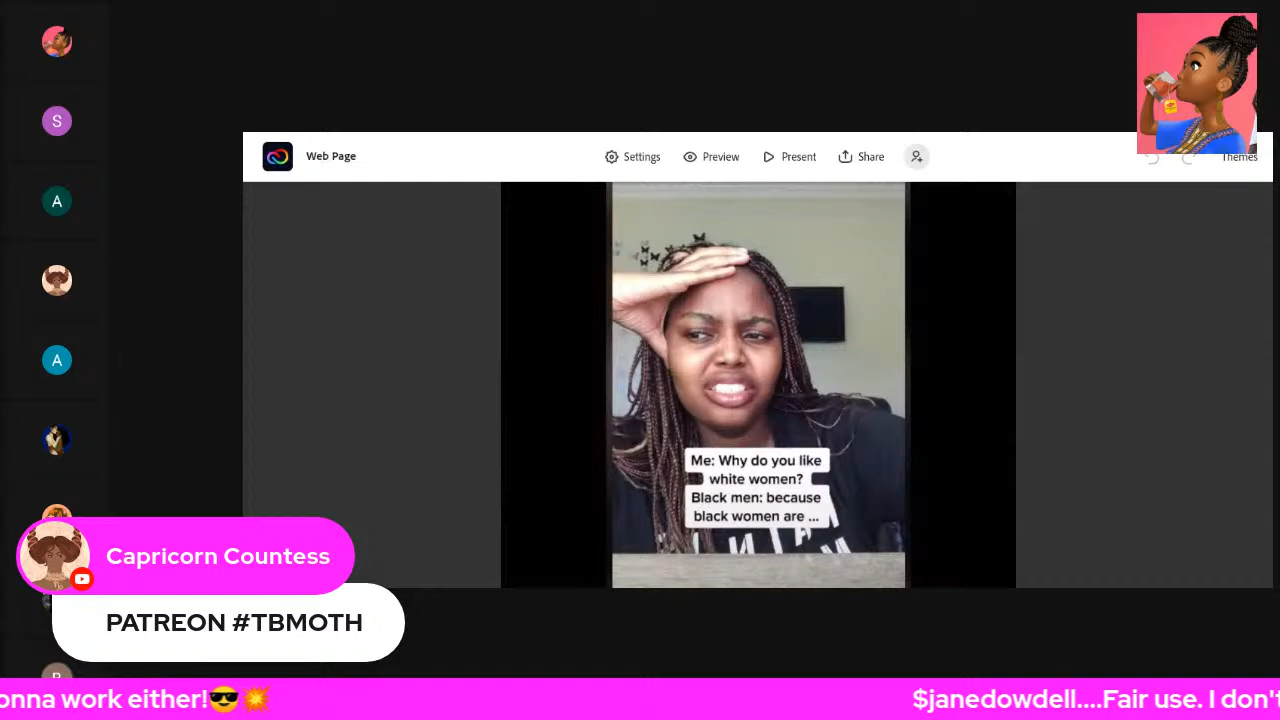 Web Page
Settings
Preview
Present
Share
Themes
S
A
A
Me: Why do you like
white women?
Black men: because
black women are ...
Capricorn Countess
PATREON #TBMOTH
onna work either!😎💥
$janedowdell....Fair use. I don't